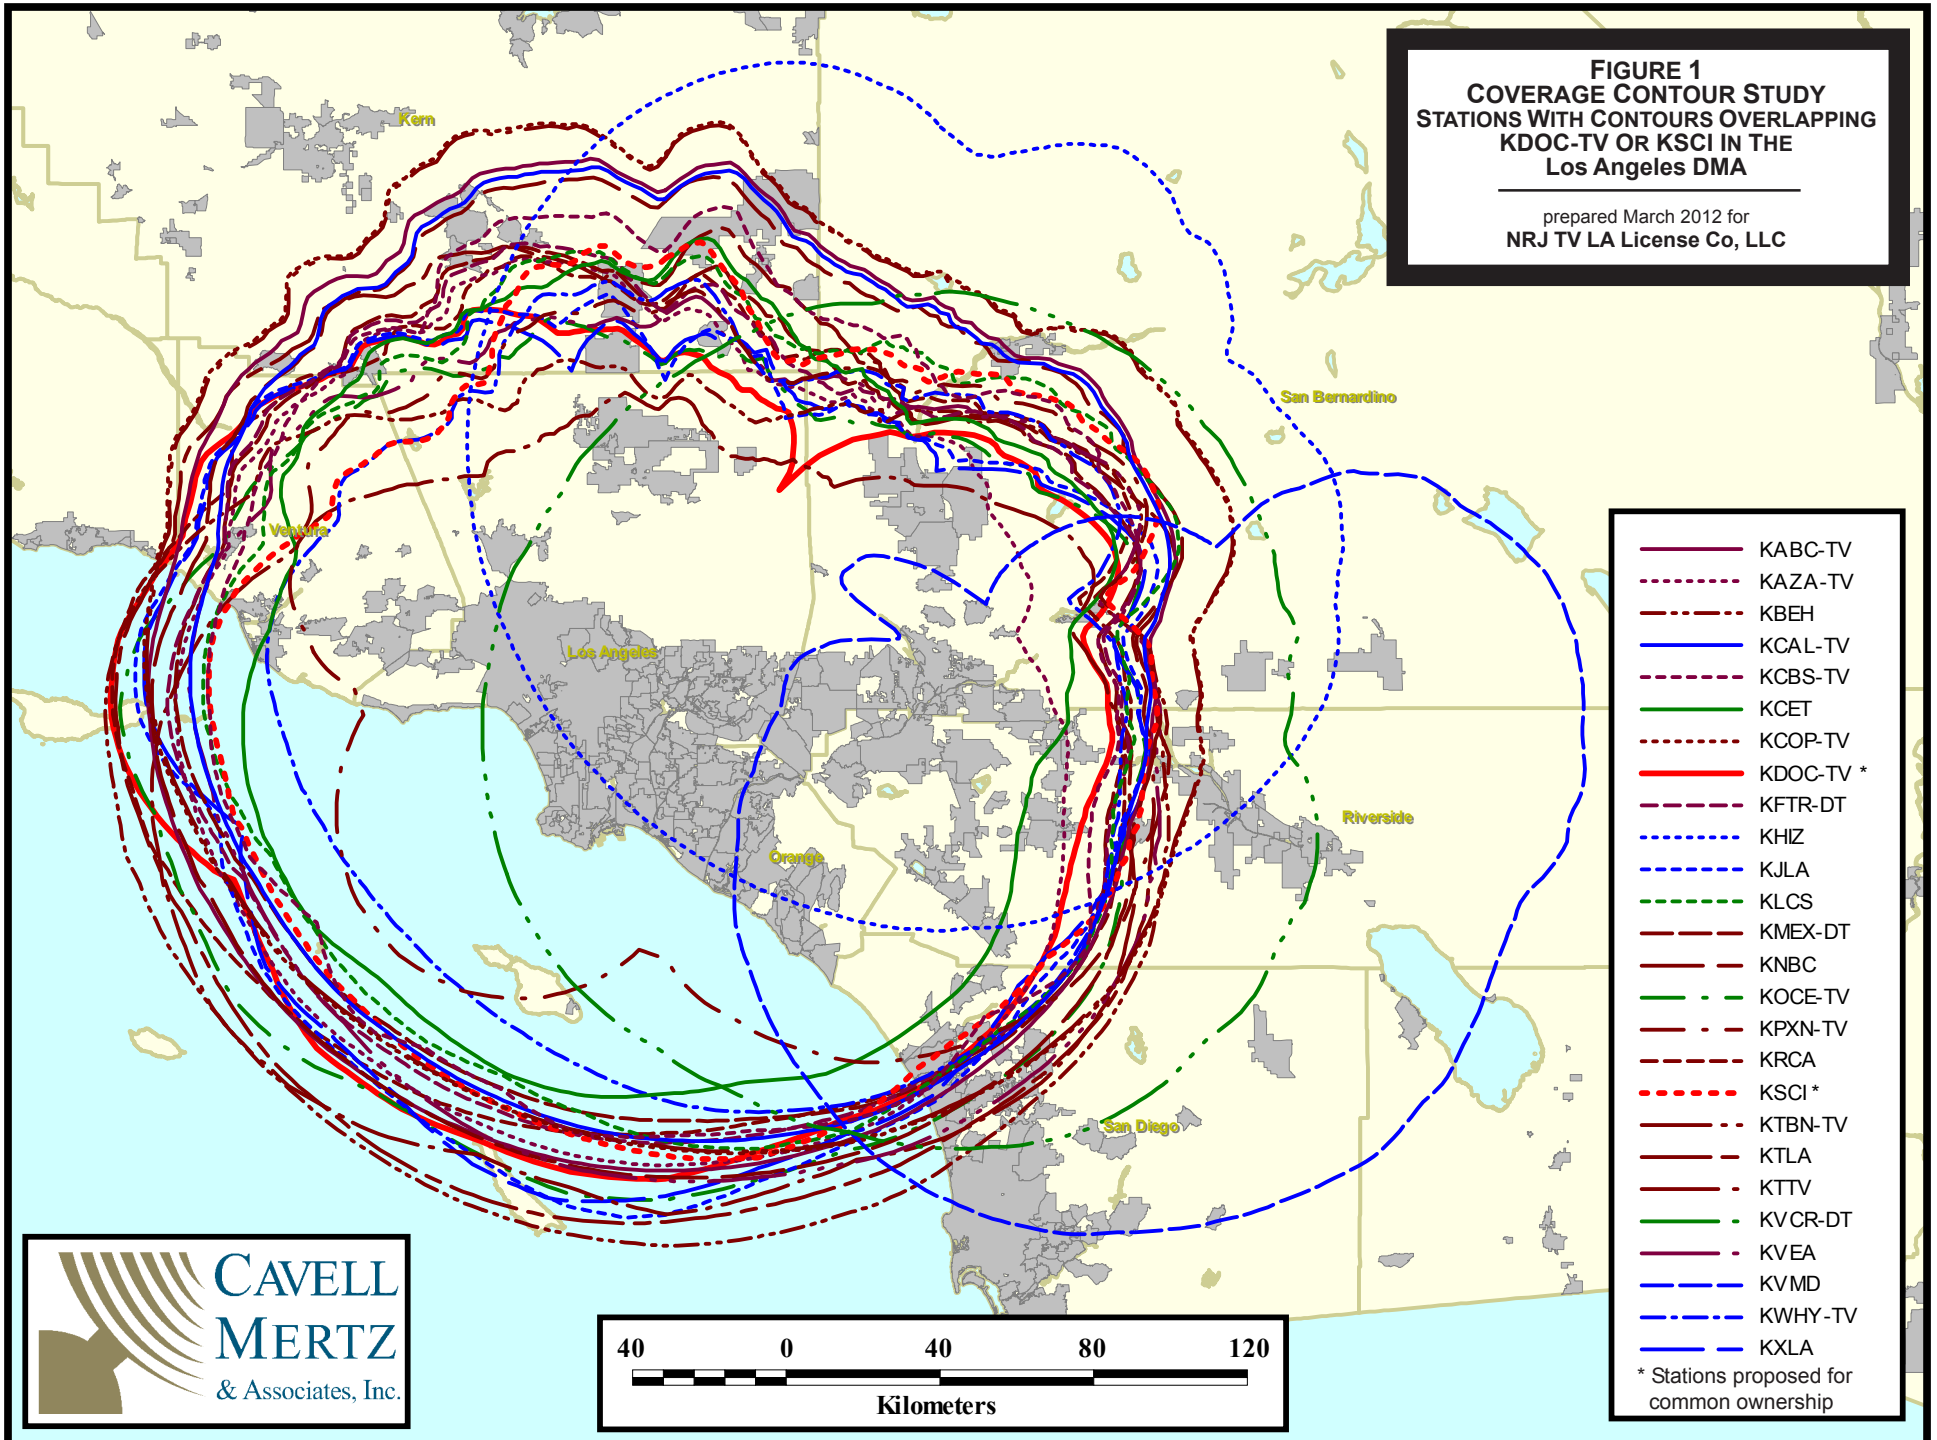 FIGURE 1
COVERAGE CONTOUR STUDY
STATIONS WITH CONTOURS OVERLAPPING
KDOC-TV OR KSCI IN THE
Los Angeles DMA
prepared March 2012 for
NRJ TV LA License Co, LLC
Kern
San Bernardino
Ventura
Los Angeles
Orange
Riverside
San Diego
KABC-TV
KAZA-TV
KBEH
KCAL-TV
KCBS-TV
KCET
KCOP-TV
KDOC-TV *
KFTR-DT
KHIZ
KJLA
KLCS
KMEX-DT
KNBC
KOCE-TV
KPXN-TV
KRCA
KSCI *
KTBN-TV
KTLA
KTTV
KVCR-DT
KVEA
KVMD
KWHY-TV
KXLA
* Stations proposed for
common ownership
CAVELL
MERTZ
& Associates, Inc.
40 0 40 80 120
Kilometers